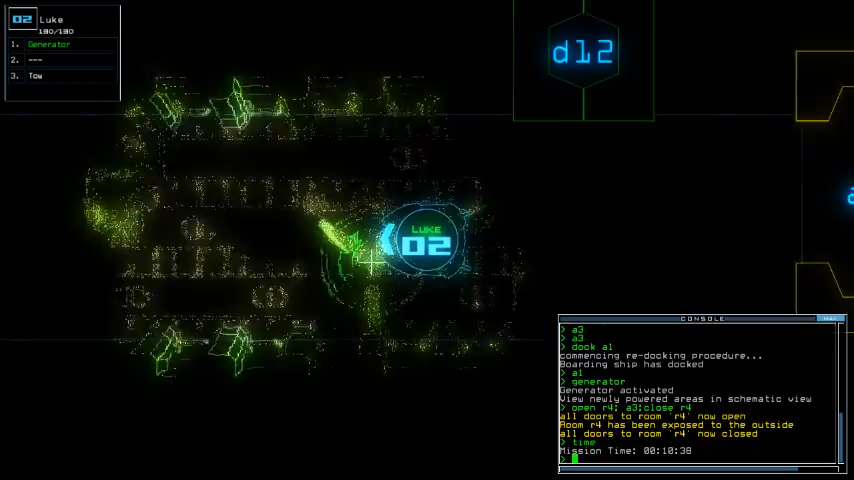 02 Luke
130/130
1. Generator
2. ---
3. Tow
d12
Luke
02
CONSOLE
> a3
> a3
> dock a1
commencing re-docking procedure...
Boarding ship has docked
> a1
> generator
Generator activated
View newly powered areas in schematic view
> open r4; a3;close r4
all doors to room 'r4' now open
Room r4 has been exposed to the outside
all doors to room 'r4' now closed
> time
Mission Time: 00:10:38
>